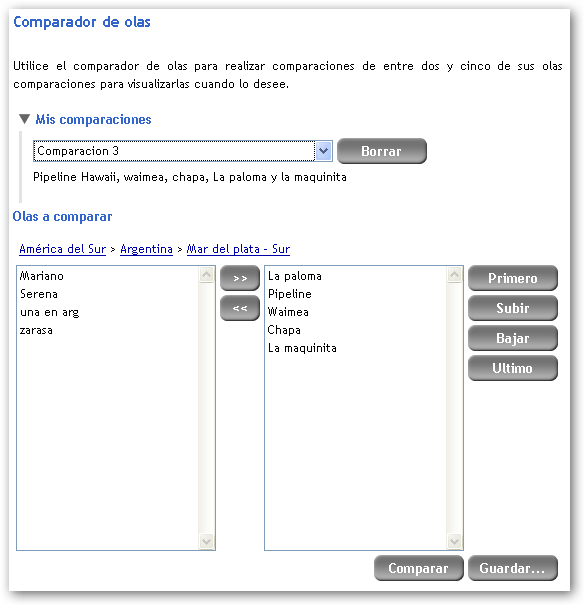 Comparador de olas
Utilice el comparador de olas para realizar comparaciones de entre dos y cinco de sus olas
comparaciones para visualizarlas cuando lo desee.
Mis comparaciones
Comparacion 3
Borrar
Pipeline Hawaii, waimea, chapa, La paloma y la maquinita
Olas a comparar
América del Sur > Argentina > Mar del plata - Sur
Mariano
Serena
una en arg
zarasa
>>
<<
La paloma
Pipeline
Waimea
Chapa
La maquinita
Primero
Subir
Bajar
Ultimo
Comparar
Guardar...